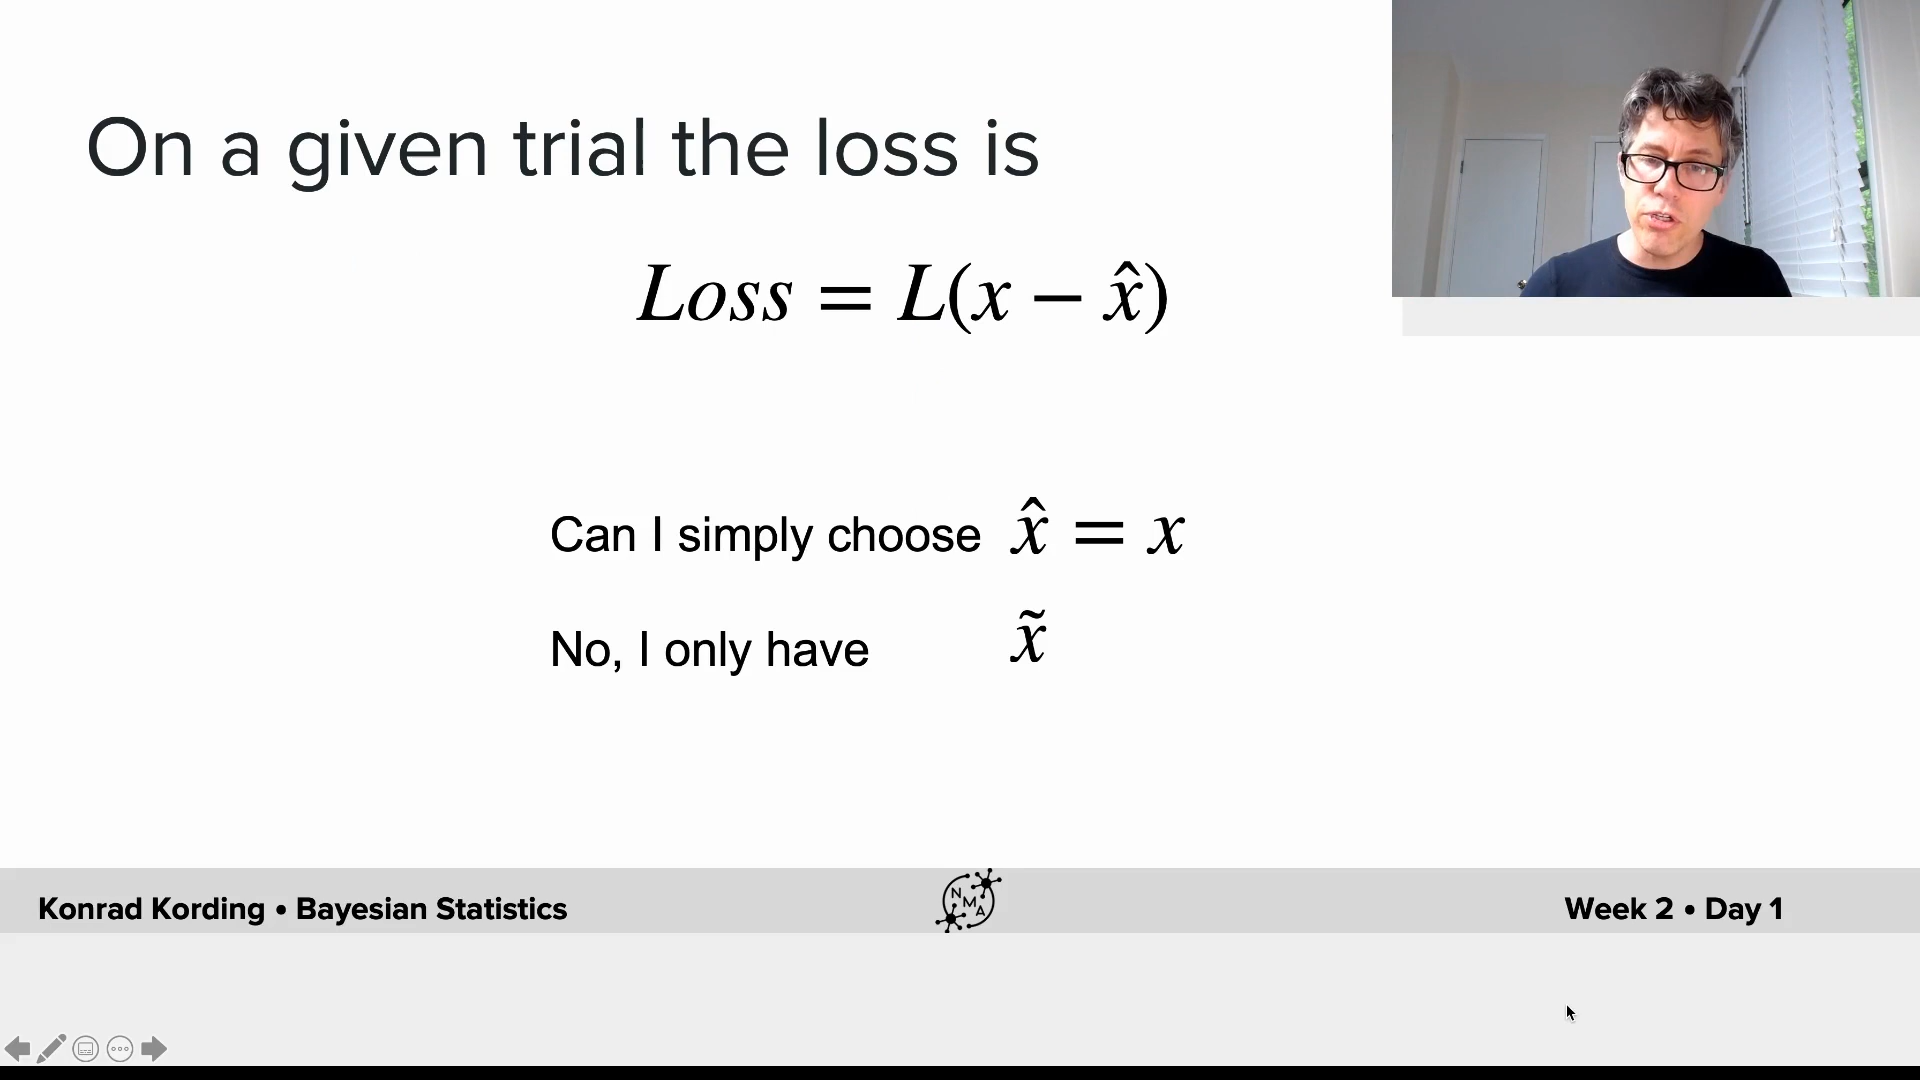 On a given trial the loss is
Loss = L(x − x̂)
Can I simply choose x̂ = x
No, I only have x̃
Konrad Kording • Bayesian Statistics
NMA
Week 2 • Day 1